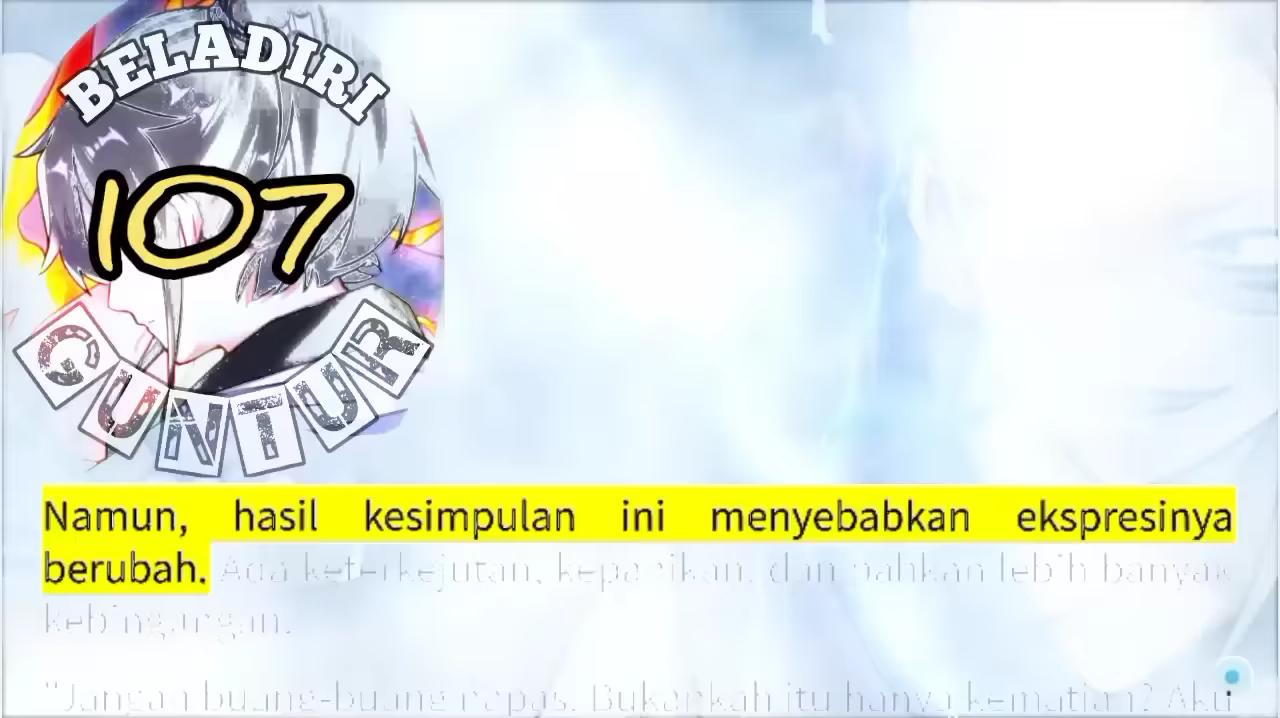 BELADIRI
107
GUNTUR
Namun, hasil kesimpulan ini menyebabkan ekspresinya
berubah. Ada keterkejutan, kepanikan, dan bahkan lebih banyak
kebingungan.
"Jangan buang-buang napas. Bukankah itu hanya kematian? Aku